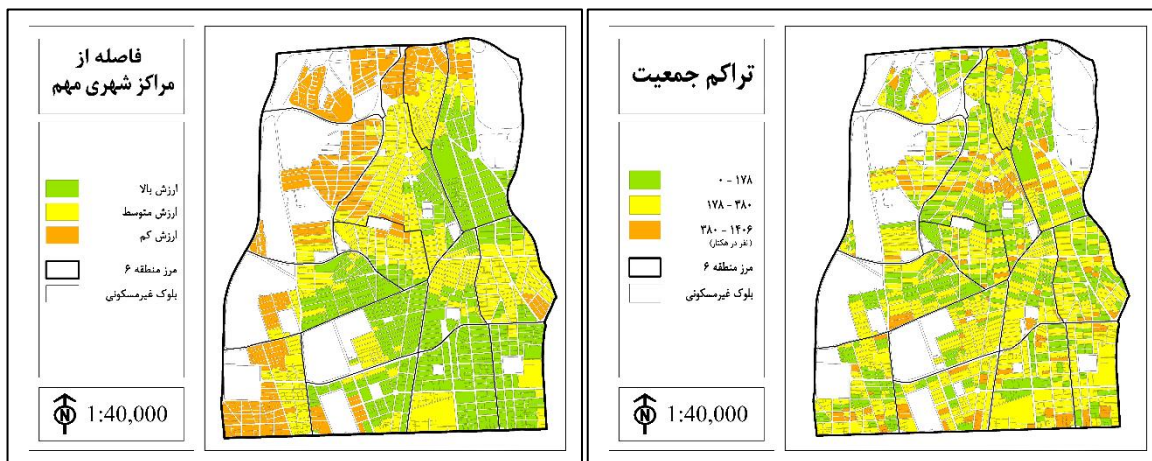 فاصله از
مراکز شهری مهم
ارزش بالا
ارزش متوسط
ارزش کم
مرز منطقه ۶
بلوک غیرمسکونی
N 1:40,000
تراکم جمعیت
۰ - ۱۷۸
۱۷۸ - ۳۸۰
۳۸۰ - ۱۴۰۶
(نفر در هکتار)
مرز منطقه ۶
بلوک غیرمسکونی
N 1:40,000